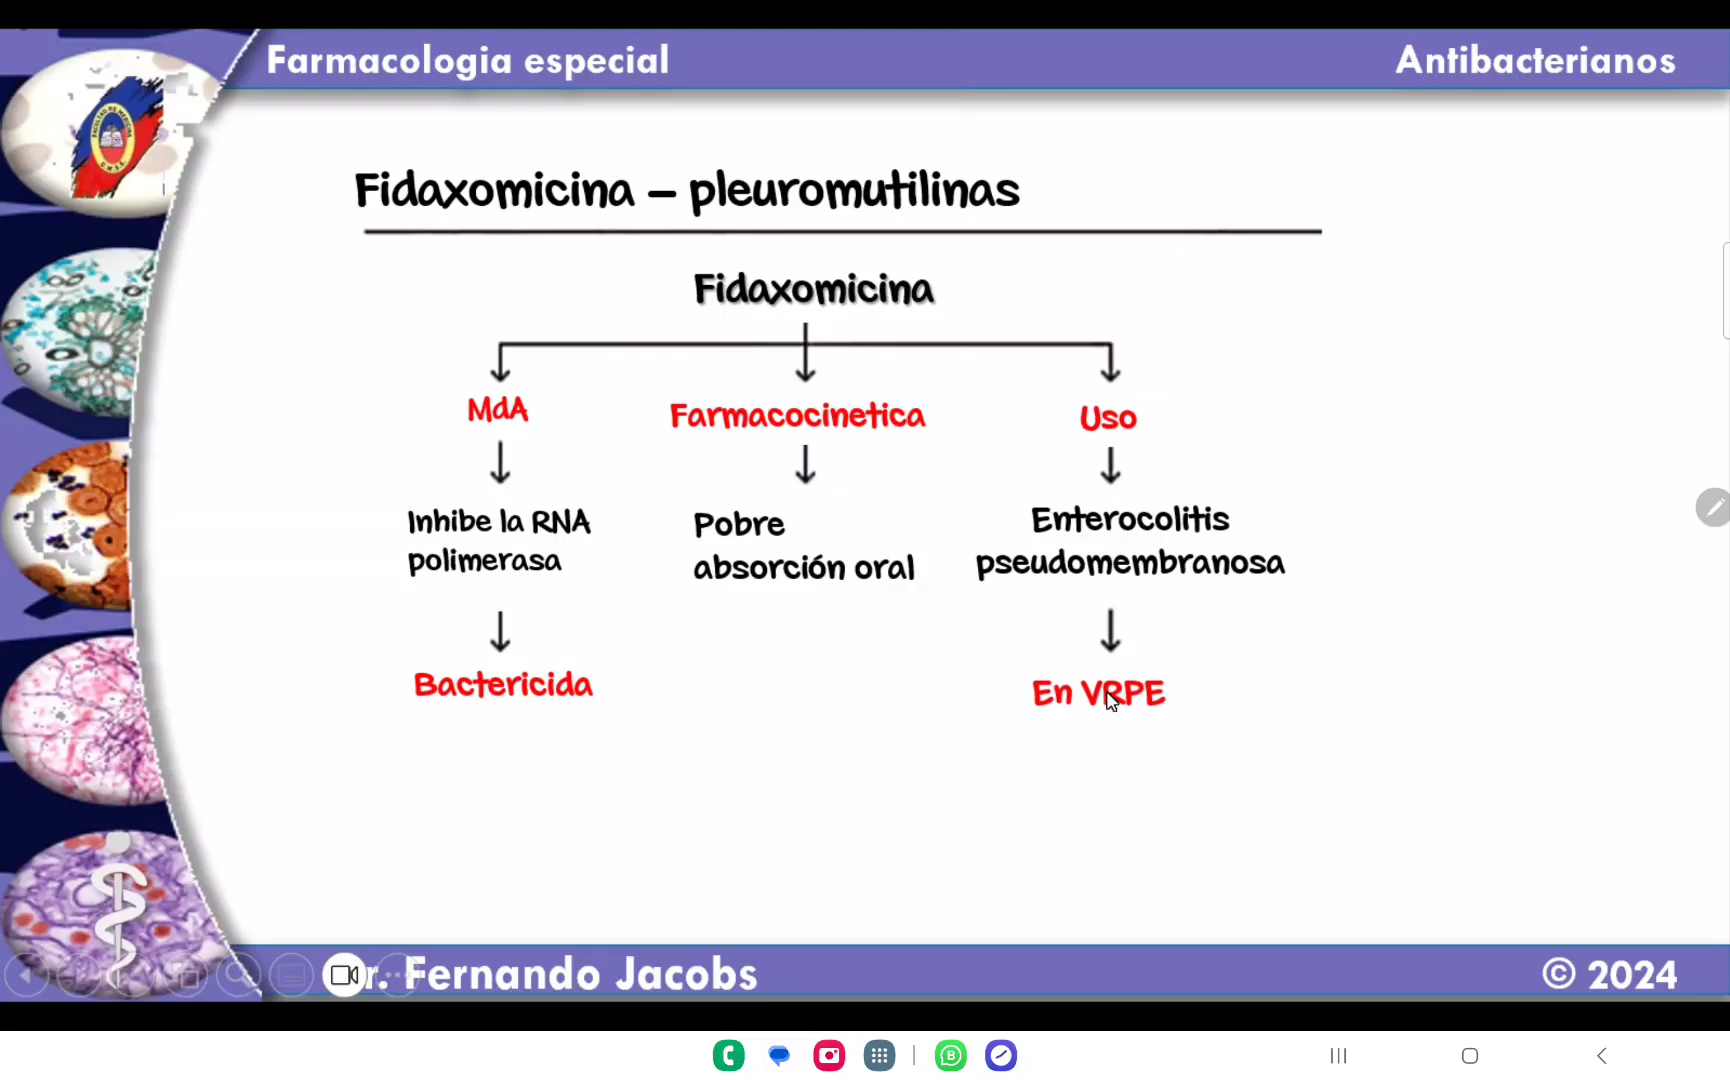 Farmacologia especial
Antibacterianos
Fidaxomicina – pleuromutilinas
Fidaxomicina
MdA
Farmacocinetica
Uso
Inhibe la RNA
polimerasa
Pobre
absorción oral
Enterocolitis
pseudomembranosa
Bactericida
En VRPE
r. Fernando Jacobs
© 2024